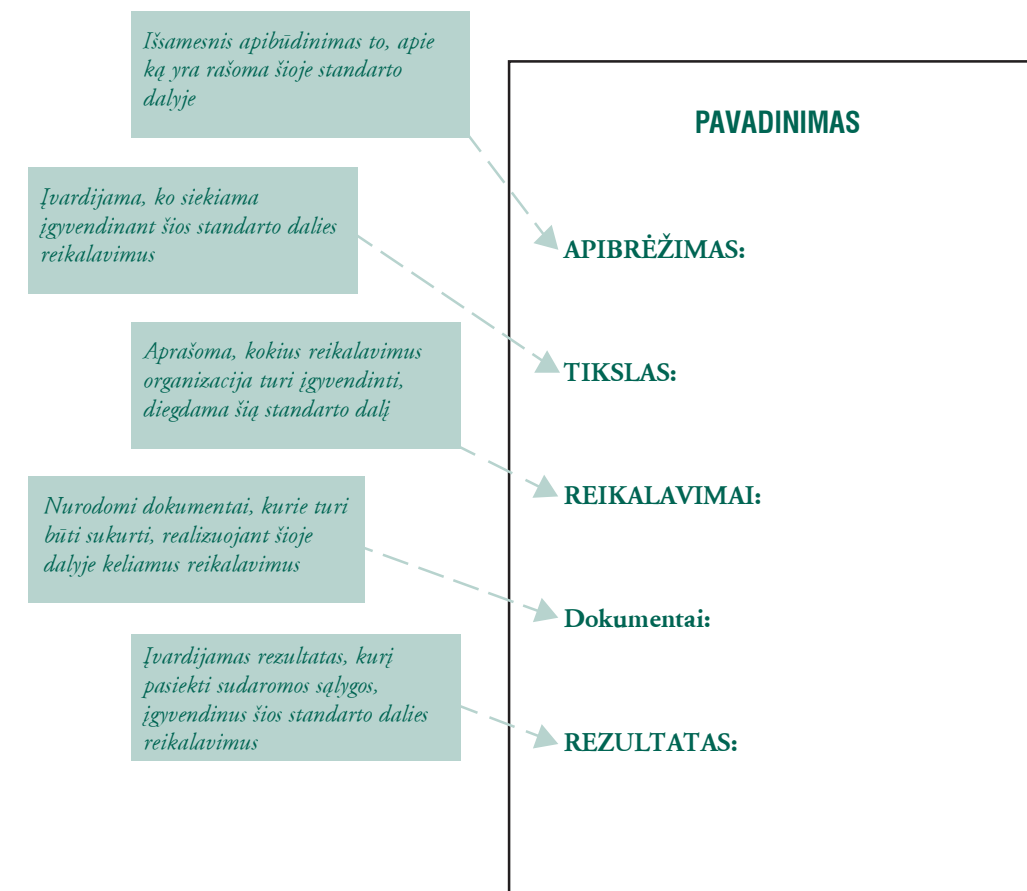 Išsamesnis apibūdinimas to, apie
ką yra rašoma šioje standarto
dalyje
PAVADINIMAS
Įvardijama, ko siekiama
įgyvendinant šios standarto dalies
reikalavimus
APIBRĖŽIMAS:
Aprašoma, kokius reikalavimus
organizacija turi įgyvendinti,
diegdama šią standarto dalį
TIKSLAS:
Nurodomi dokumentai, kurie turi
būti sukurti, realizuojant šioje
dalyje keliamus reikalavimus
REIKALAVIMAI:
Dokumentai:
Įvardijamas rezultatas, kurį
pasiekti sudaromos sąlygos,
įgyvendinus šios standarto dalies
reikalavimus
REZULTATAS: